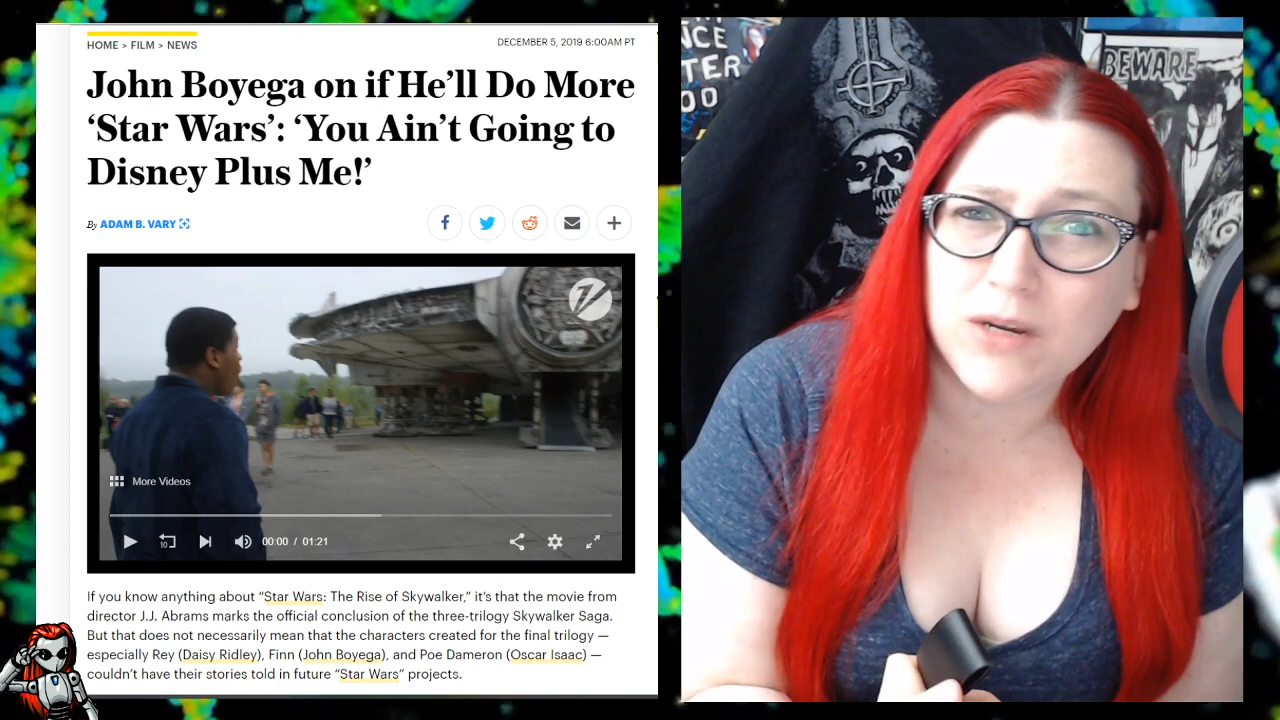 HOME > FILM > NEWS
DECEMBER 5, 2019 6:00AM PT
John Boyega on if He’ll Do More
‘Star Wars’: ‘You Ain’t Going to
Disney Plus Me!’
By ADAM B. VARY
More Videos
10
00:00 / 01:21
If you know anything about “Star Wars: The Rise of Skywalker,” it’s that the movie from
director J.J. Abrams marks the official conclusion of the three-trilogy Skywalker Saga.
But that does not necessarily mean that the characters created for the final trilogy —
especially Rey (Daisy Ridley), Finn (John Boyega), and Poe Dameron (Oscar Isaac) —
couldn’t have their stories told in future “Star Wars” projects.
BEWARE